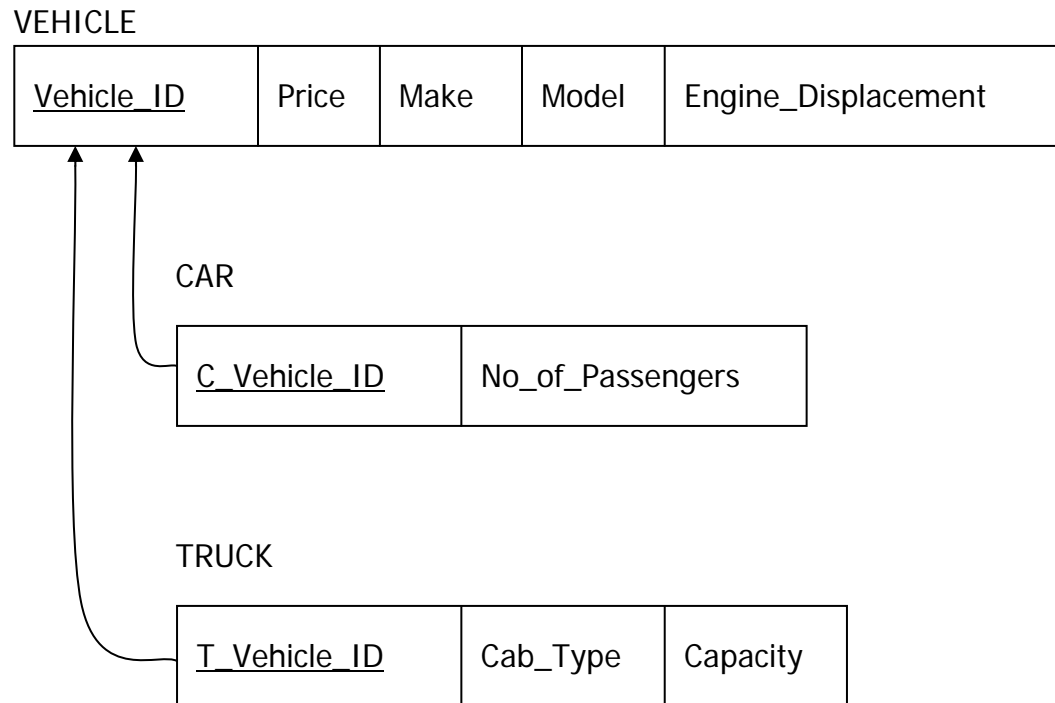 VEHICLE
Vehicle_ID Price Make Model Engine_Displacement
CAR
C_Vehicle_ID No_of_Passengers
TRUCK
T_Vehicle_ID Cab_Type Capacity